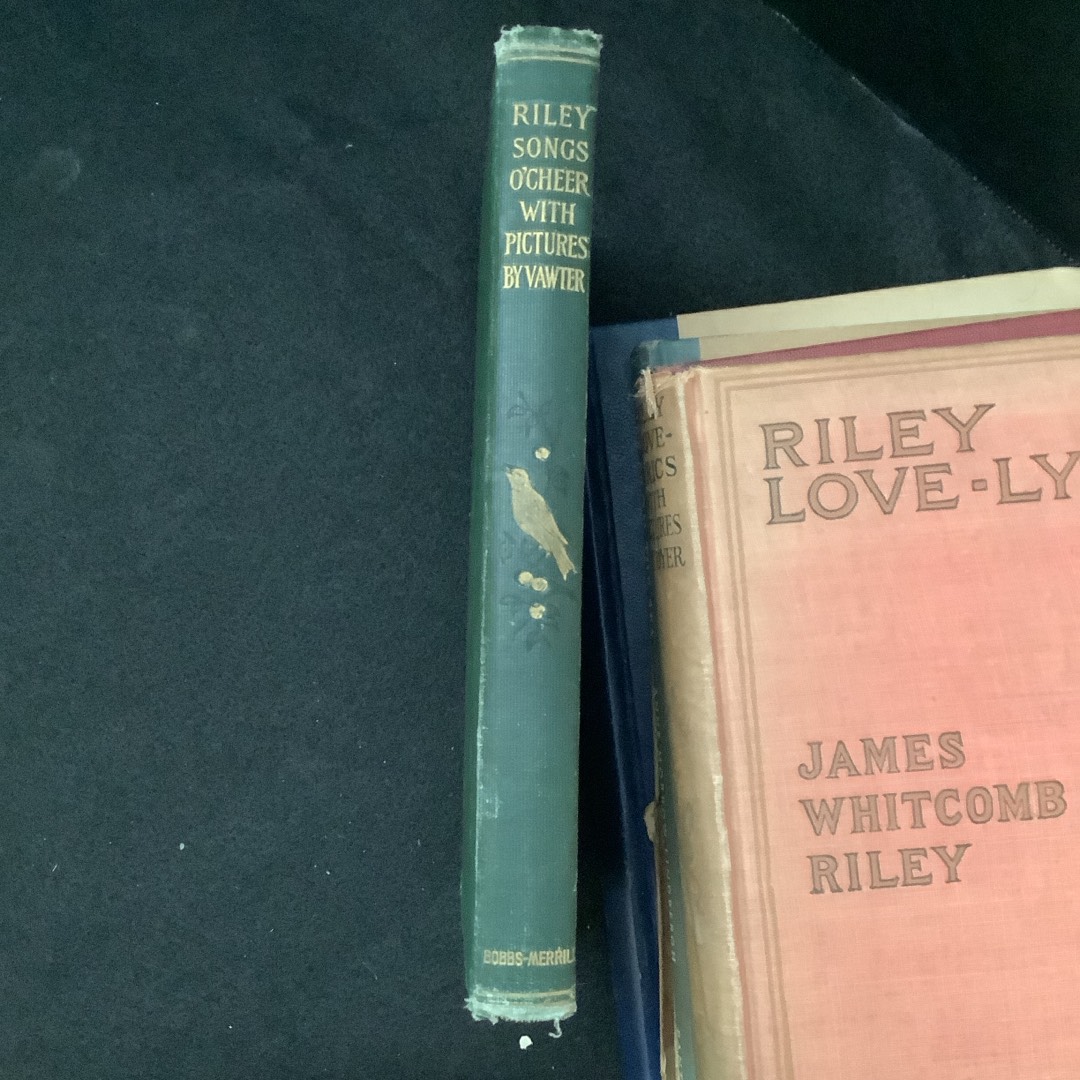 RILEY
SONGS
O'CHEER
WITH
PICTURES
BY VAWTER
BOBBS-MERRILL
RILEY
LOVE-LY
JAMES
WHITCOMB
RILEY